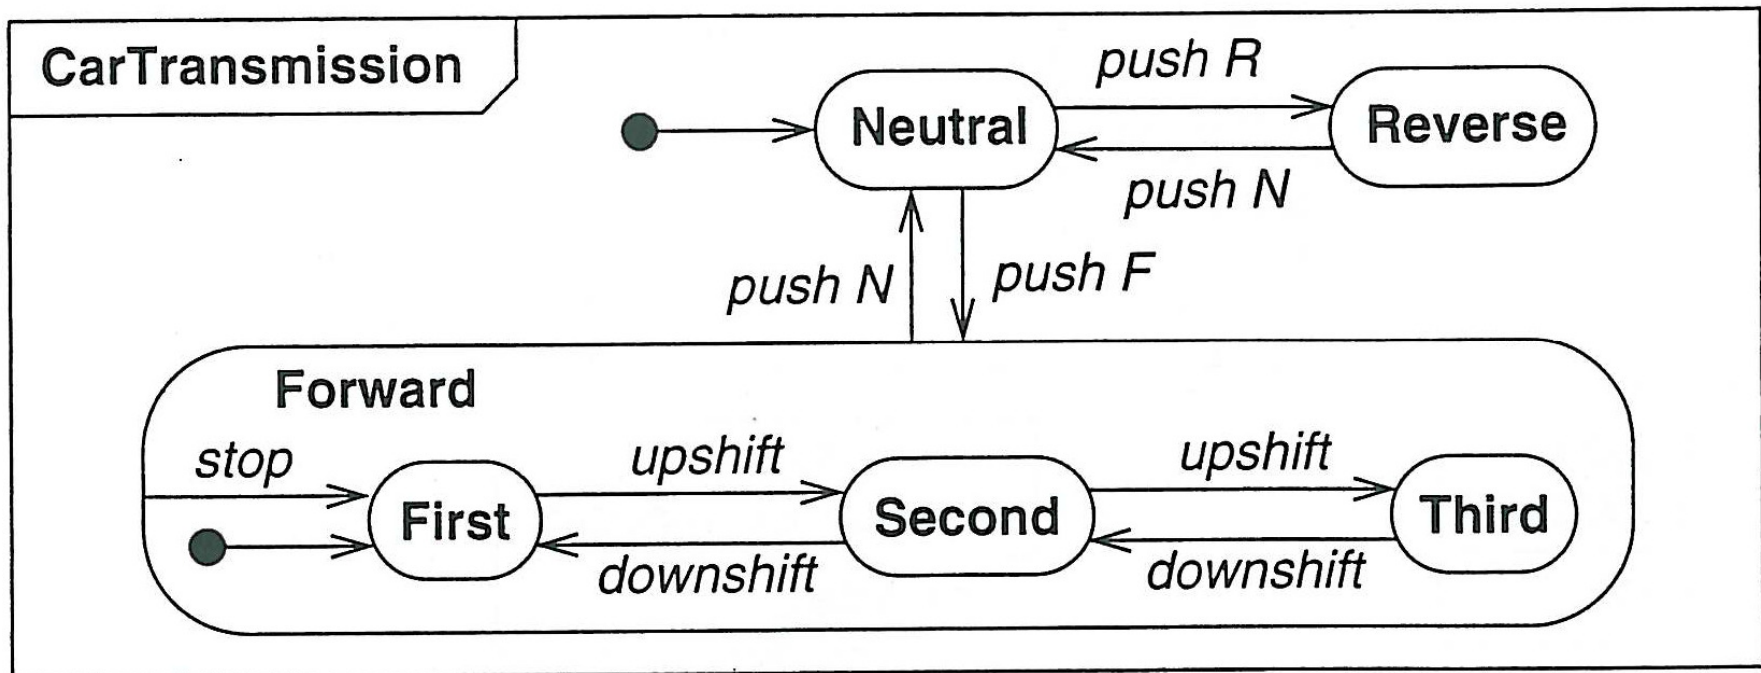 CarTransmission
push R
Neutral
Reverse
push N
push N
push F
Forward
stop
upshift
upshift
First
Second
Third
downshift
downshift